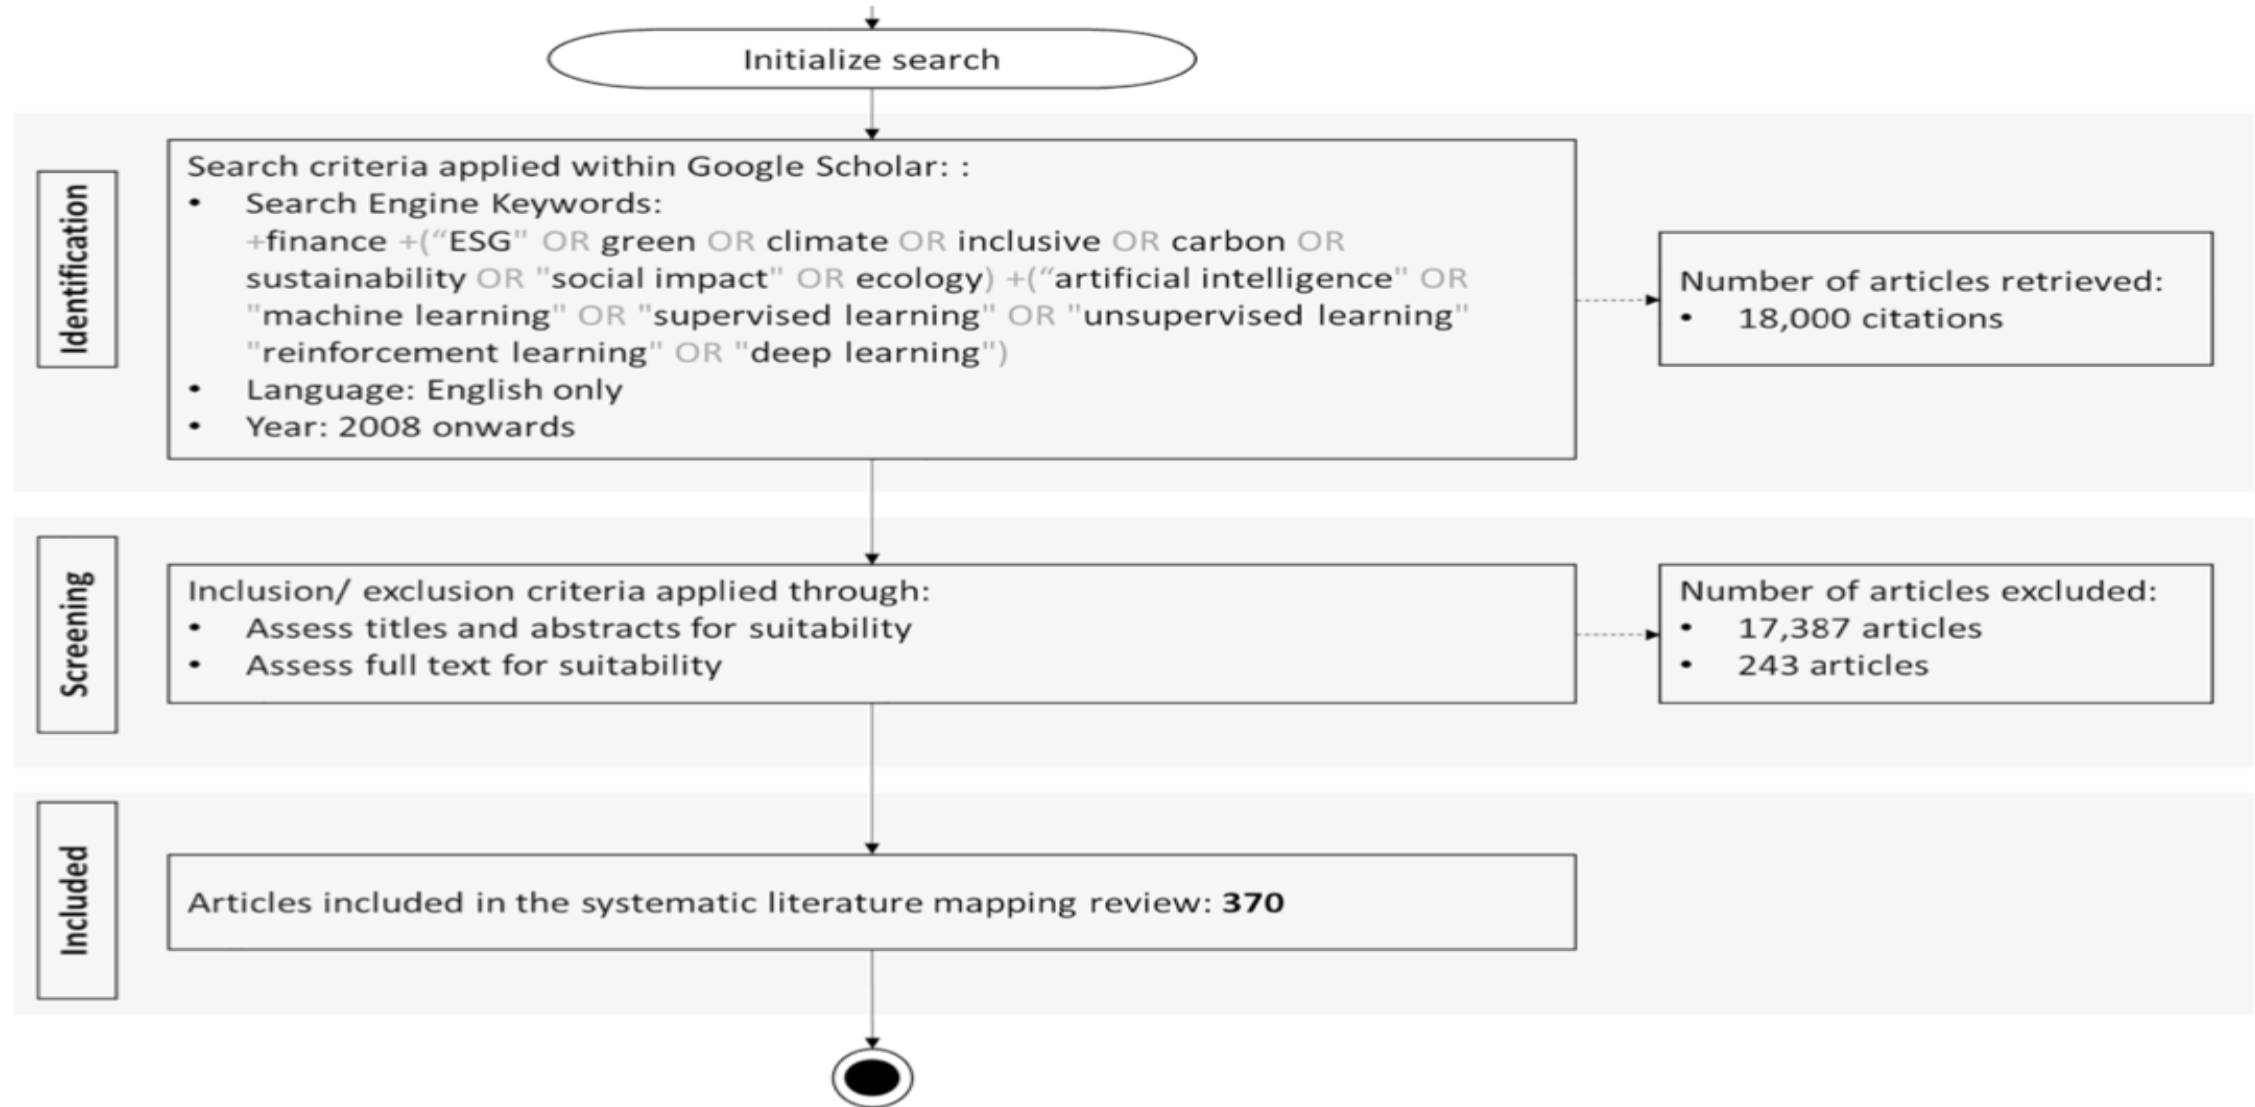 Initialize search
Identification
Search criteria applied within Google Scholar: :
• Search Engine Keywords:
+finance +(“ESG" OR green OR climate OR inclusive OR carbon OR
sustainability OR "social impact" OR ecology) +(“artificial intelligence" OR
"machine learning" OR "supervised learning" OR "unsupervised learning"
"reinforcement learning" OR "deep learning")
• Language: English only
• Year: 2008 onwards
Number of articles retrieved:
• 18,000 citations
Screening
Inclusion/ exclusion criteria applied through:
• Assess titles and abstracts for suitability
• Assess full text for suitability
Number of articles excluded:
• 17,387 articles
• 243 articles
Included
Articles included in the systematic literature mapping review: 370